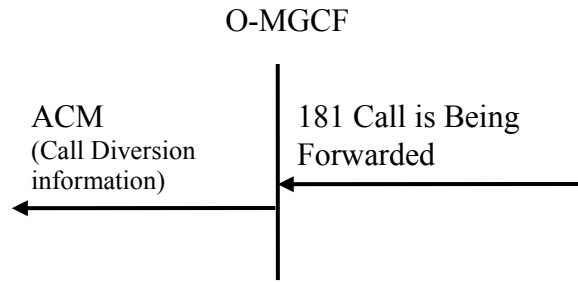 O-MGCF
ACM
(Call Diversion
information)
181 Call is Being
Forwarded